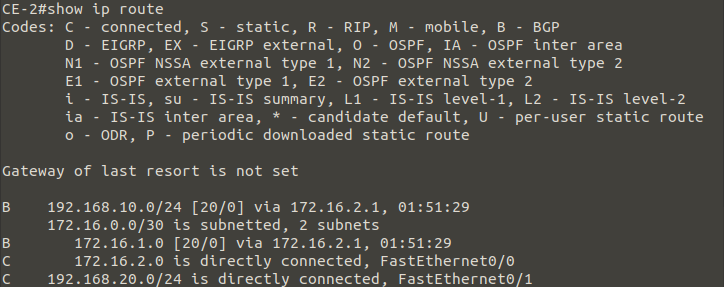 CE-2#show ip route
Codes: C - connected, S - static, R - RIP, M - mobile, B - BGP
       D - EIGRP, EX - EIGRP external, O - OSPF, IA - OSPF inter area
       N1 - OSPF NSSA external type 1, N2 - OSPF NSSA external type 2
       E1 - OSPF external type 1, E2 - OSPF external type 2
       i - IS-IS, su - IS-IS summary, L1 - IS-IS level-1, L2 - IS-IS level-2
       ia - IS-IS inter area, * - candidate default, U - per-user static route
       o - ODR, P - periodic downloaded static route
Gateway of last resort is not set
B    192.168.10.0/24 [20/0] via 172.16.2.1, 01:51:29
     172.16.0.0/30 is subnetted, 2 subnets
B       172.16.1.0 [20/0] via 172.16.2.1, 01:51:29
C       172.16.2.0 is directly connected, FastEthernet0/0
C    192.168.20.0/24 is directly connected, FastEthernet0/1